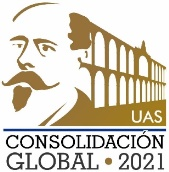 UAS
CONSOLIDACIÓN
GLOBAL • 2021